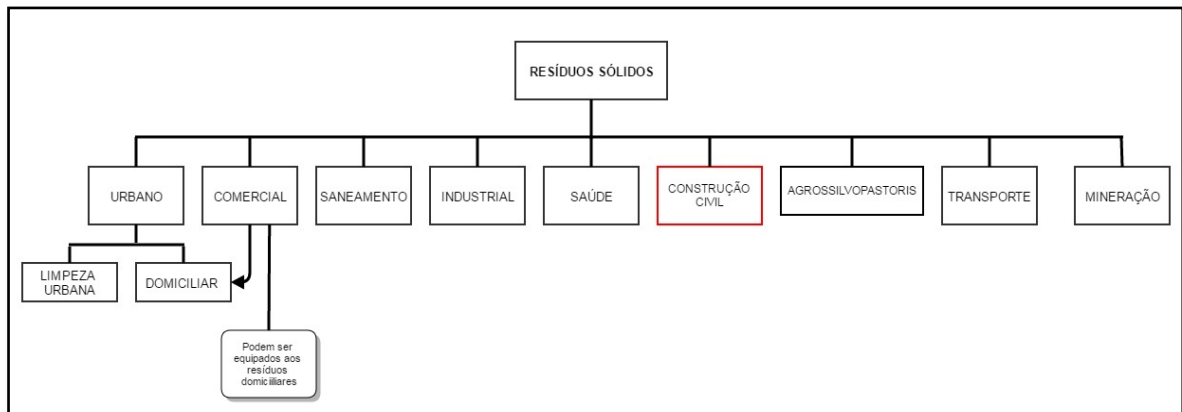 RESÍDUOS SÓLIDOS
URBANO
COMERCIAL
SANEAMENTO
INDUSTRIAL
SAÚDE
CONSTRUÇÃO
CIVIL
AGROSSILVOPASTORIS
TRANSPORTE
MINERAÇÃO
LIMPEZA
URBANA
DOMICILIAR
Podem ser
equipados aos
resíduos
domiciiliares